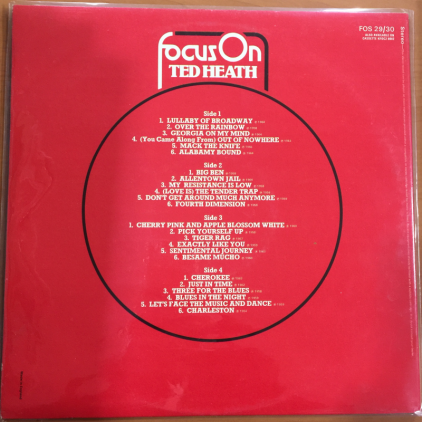 focus On
TED HEATH
FOS 29/30
ALSO AVAILABLE ON
Stereo
Side 1
1. LULLABY OF BROADWAY
2. OVER THE RAINBOW
3. GEORGIA ON MY MIND
4. (You Came Along From) OUT OF NOWHERE
5. MACK THE KNIFE
6. ALABAMY BOUND
Side 2
1. BIG BEN
2. ALLENTOWN JAIL
3. MY RESISTANCE IS LOW
4. (LOVE IS) THE TENDER TRAP
5. DON'T GET AROUND MUCH ANYMORE
6. FOURTH DIMENSION
Side 3
1. CHERRY PINK AND APPLE BLOSSOM WHITE
2. PICK YOURSELF UP
3. TIGER RAG
4. EXACTLY LIKE YOU
5. SENTIMENTAL JOURNEY
6. BESAME MUCHO
Side 4
1. CHEROKEE
2. JUST IN TIME
3. THREE FOR THE BLUES
4. BLUES IN THE NIGHT
5. LET'S FACE THE MUSIC AND DANCE
6. CHARLESTON